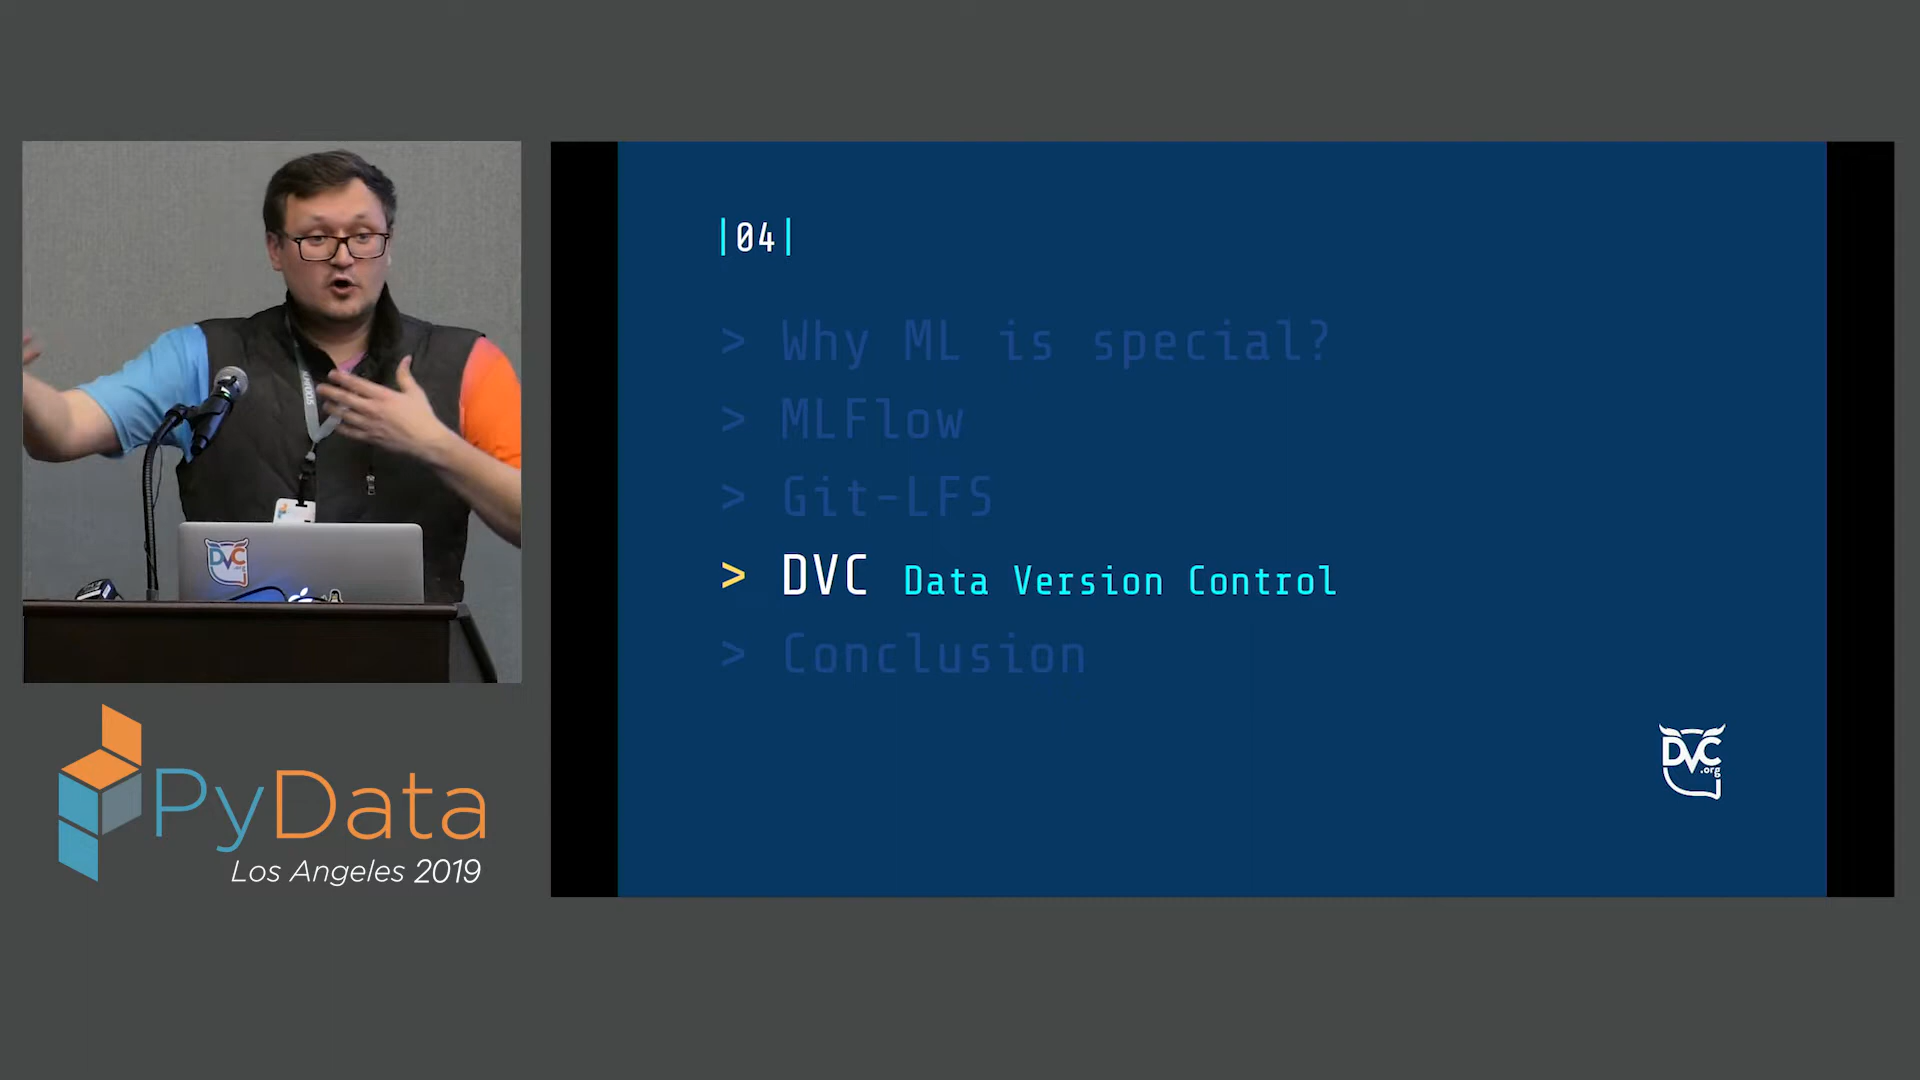 |04|
> Why ML is special?
> MLFlow
> Git-LFS
> DVC Data Version Control
> Conclusion
DVC
.org
DVC
PyData
Los Angeles 2019